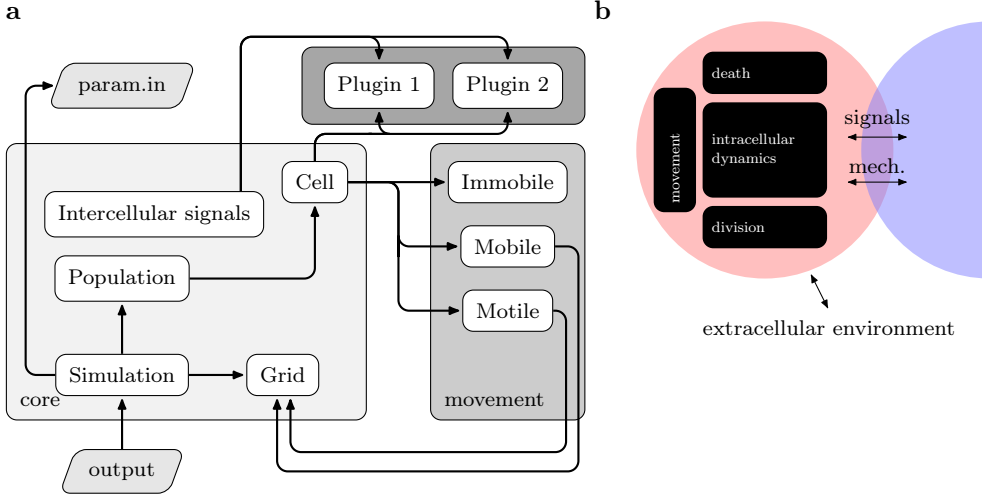 a
param.in
Plugin 1
Plugin 2
Cell
Immobile
Intercellular signals
Mobile
Population
Motile
Simulation
Grid
core
movement
output
b
death
movement
intracellular
dynamics
division
signals
mech.
extracellular environment